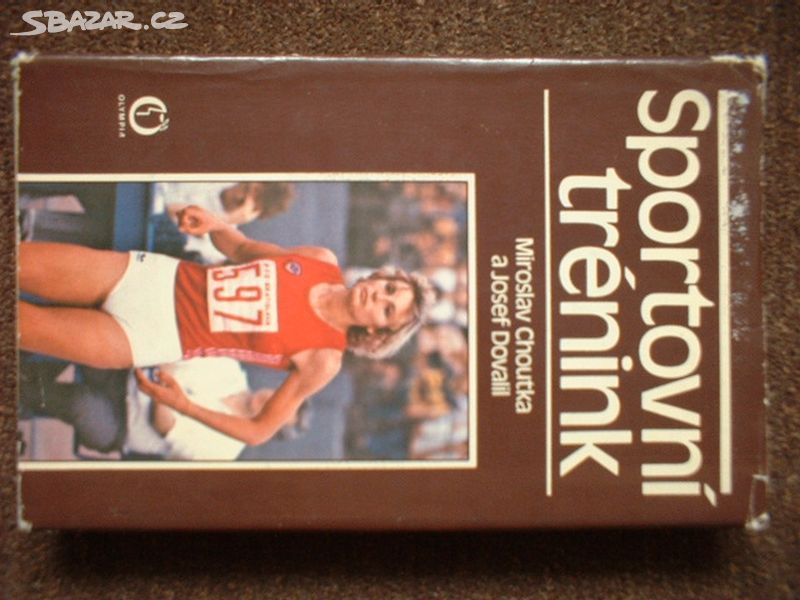 SBAZAR.CZ
Sportovní
trénink
Miroslav Choutka
a Josef Dovalil
597
OLYMPIA